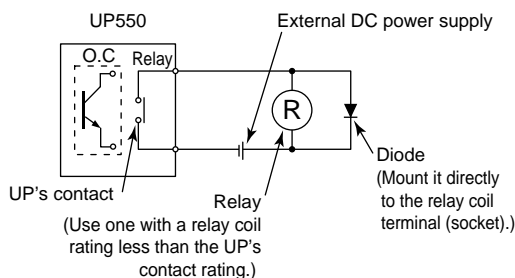 UP550
External DC power supply
O.C
Relay
R
Diode
(Mount it directly
to the relay coil
terminal (socket).)
UP's contact
Relay
(Use one with a relay coil
rating less than the UP's
contact rating.)